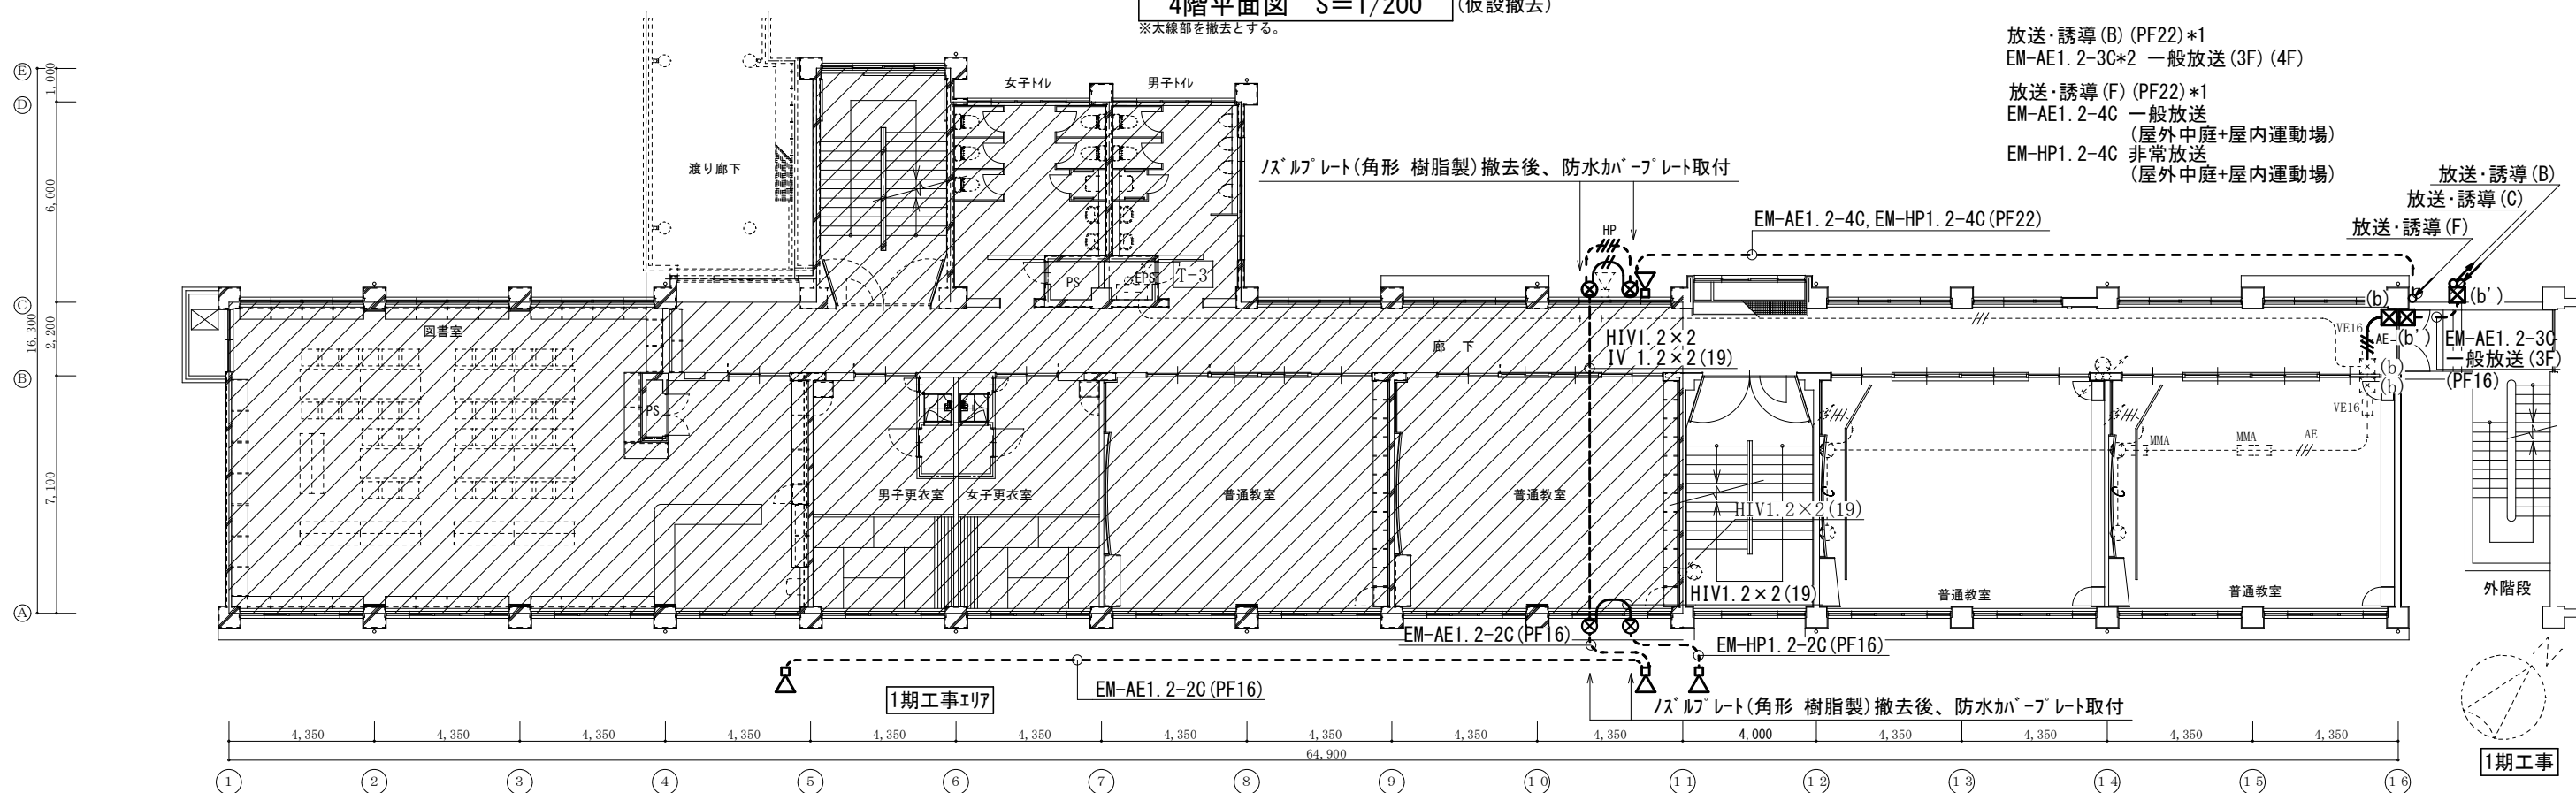 4階平面図 S=1/200 (仮設撤去)
※太線部を撤去とする。
放送・誘導(B)(PF22)*1
EM-AE1.2-3C*2 一般放送(3F)(4F)
放送・誘導(F)(PF22)*1
EM-AE1.2-4C 一般放送
(屋外中庭+屋内運動場)
EM-HP1.2-4C 非常放送
(屋外中庭+屋内運動場)
放送・誘導(B)
放送・誘導(C)
放送・誘導(F)
Ⓔ
Ⓓ
Ⓒ
Ⓑ
Ⓐ
1,000
6,000
2,200
16,300
7,100
女子トイレ
男子トイレ
渡り廊下
ノズルプレート(角形 樹脂製)撤去後、防水カバープレート取付
EM-AE1.2-4C,EM-HP1.2-4C(PF22)
HP
PS
EPS
T-3
(b)
(b')
図書室
廊 下
HIV1.2×2
IV 1.2×2(19)
VE16
AE
(b')
EM-AE1.2-3C
一般放送(3F)
(PF16)
(b)
(b)
VE16
PS
MMA
MMA
AE
男子更衣室
女子更衣室
普通教室
普通教室
HIV1.2×2(19)
HIV1.2×2(19)
普通教室
普通教室
外階段
EM-AE1.2-2C(PF16)
EM-HP1.2-2C(PF16)
EM-AE1.2-2C(PF16)
1期工事エリア
ノズルプレート(角形 樹脂製)撤去後、防水カバープレート取付
4,350 4,350 4,350 4,350 4,350 4,350 4,350 4,350 4,350 4,350 4,000 4,350 4,350 4,350 4,350
64,900
1期工事
① ② ③ ④ ⑤ ⑥ ⑦ ⑧ ⑨ ⑩ ⑪ ⑫ ⑬ ⑭ ⑮ ⑯